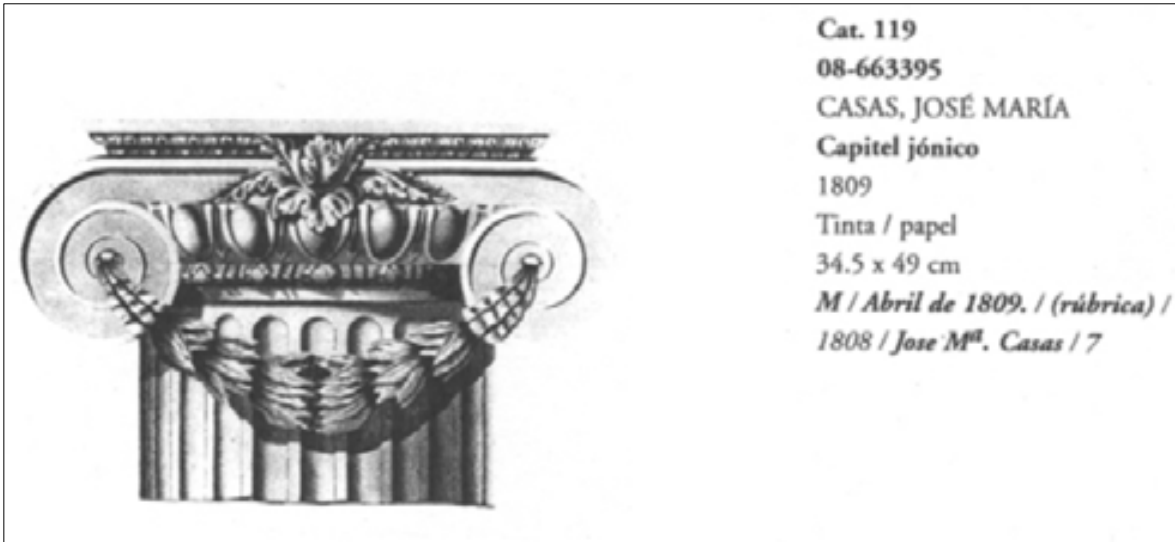 Cat. 119
08-663395
CASAS, JOSÉ MARÍA
Capitel jónico
1809
Tinta / papel
34.5 x 49 cm
M / Abril de 1809. / (rúbrica) /
1808 / Jose Mª. Casas / 7